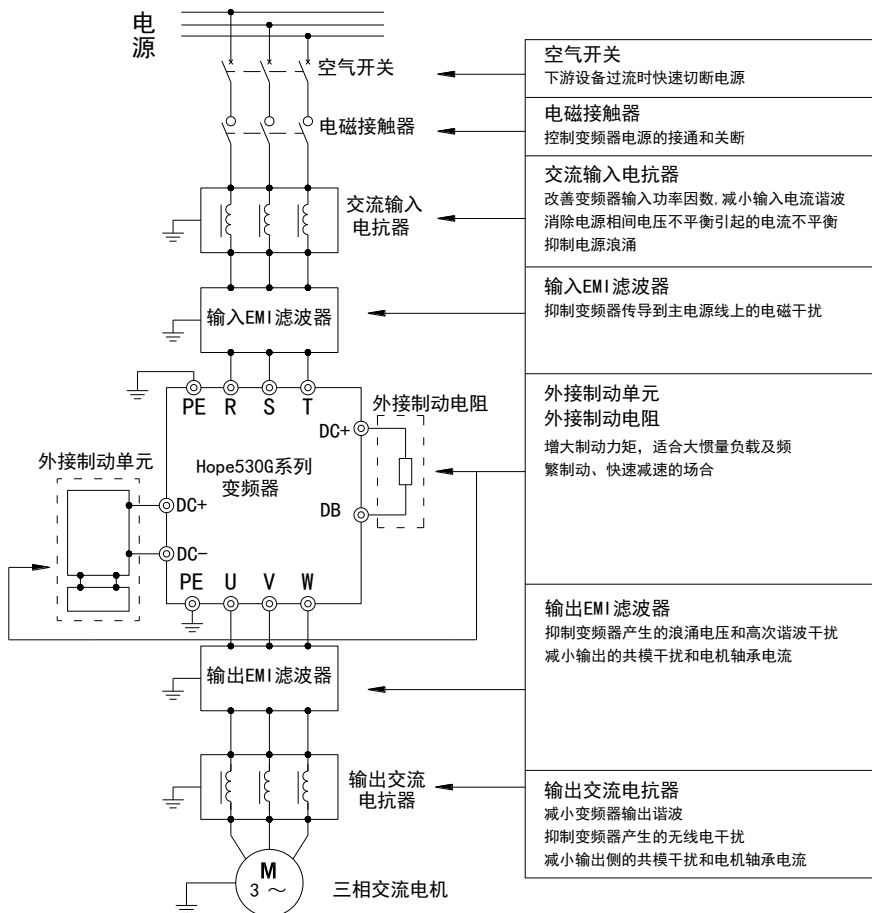 电
源
空气开关
电磁接触器
交流输入
电抗器
输入EMI滤波器
PE R S T
外接制动电阻
DC+
Hope530G系列
变频器
外接制动单元
DC+
DB
DC-
PE U V W
输出EMI滤波器
输出交流
电抗器
M
3 ～
三相交流电机
空气开关
下游设备过流时快速切断电源
电磁接触器
控制变频器电源的接通和关断
交流输入电抗器
改善变频器输入功率因数,减小输入电流谐波
消除电源相间电压不平衡引起的电流不平衡
抑制电源浪涌
输入EMI滤波器
抑制变频器传导到主电源线上的电磁干扰
外接制动单元
外接制动电阻
增大制动力矩，适合大惯量负载及频
繁制动、快速减速的场合
输出EMI滤波器
抑制变频器产生的浪涌电压和高次谐波干扰
减小输出的共模干扰和电机轴承电流
输出交流电抗器
减小变频器输出谐波
抑制变频器产生的无线电干扰
减小输出侧的共模干扰和电机轴承电流